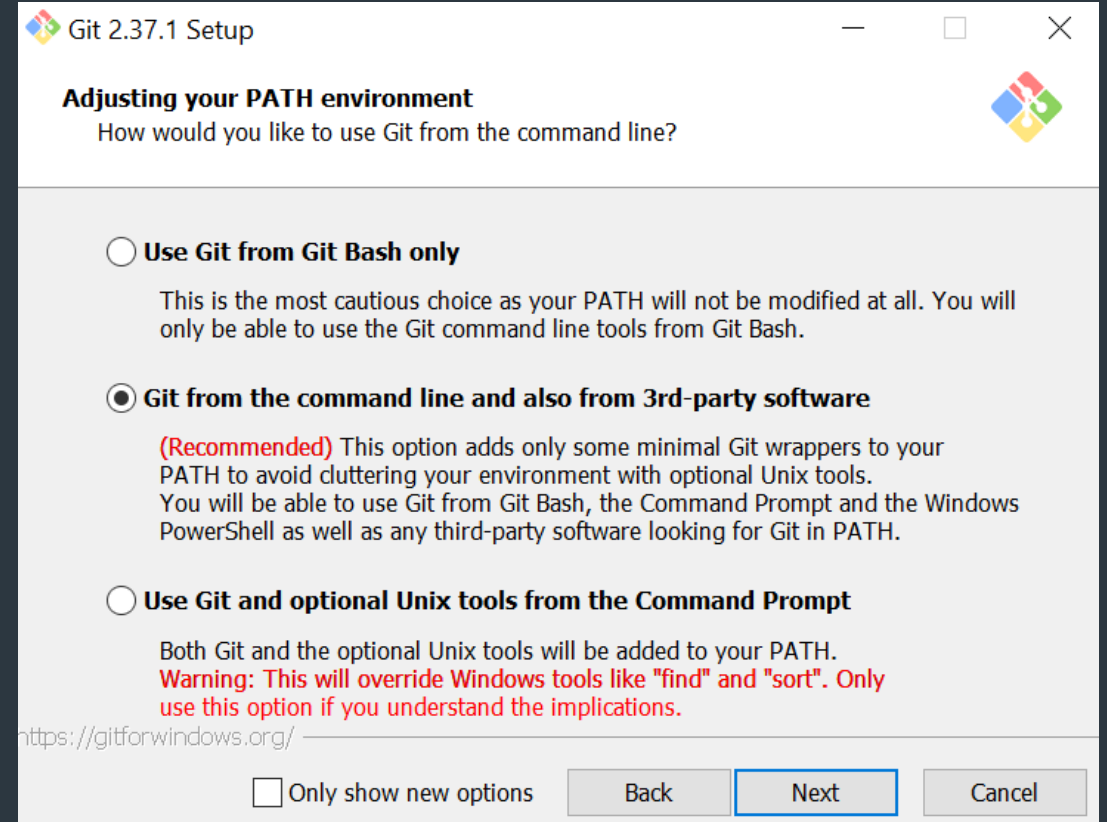 Git 2.37.1 Setup
Adjusting your PATH environment
How would you like to use Git from the command line?
Use Git from Git Bash only
This is the most cautious choice as your PATH will not be modified at all. You will
only be able to use the Git command line tools from Git Bash.
Git from the command line and also from 3rd-party software
(Recommended) This option adds only some minimal Git wrappers to your
PATH to avoid cluttering your environment with optional Unix tools.
You will be able to use Git from Git Bash, the Command Prompt and the Windows
PowerShell as well as any third-party software looking for Git in PATH.
Use Git and optional Unix tools from the Command Prompt
Both Git and the optional Unix tools will be added to your PATH.
Warning: This will override Windows tools like "find" and "sort". Only
use this option if you understand the implications.
https://gitforwindows.org/
Only show new options
Back
Next
Cancel